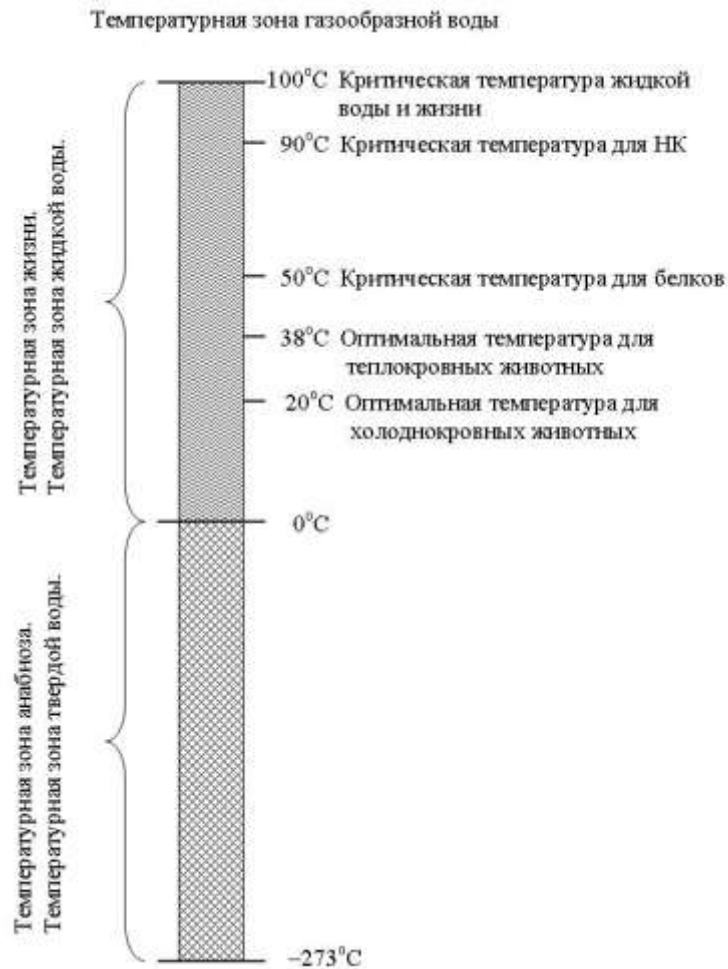 Температурная зона газообразной воды
100°C Критическая температура жидкой
воды и жизни
90°C Критическая температура для НК
50°C Критическая температура для белков
38°C Оптимальная температура для
теплокровных животных
20°C Оптимальная температура для
холоднокровных животных
0°C
−273°C
Температурная зона жизни.
Температурная зона жидкой воды.
Температурная зона анабиоза.
Температурная зона твердой воды.